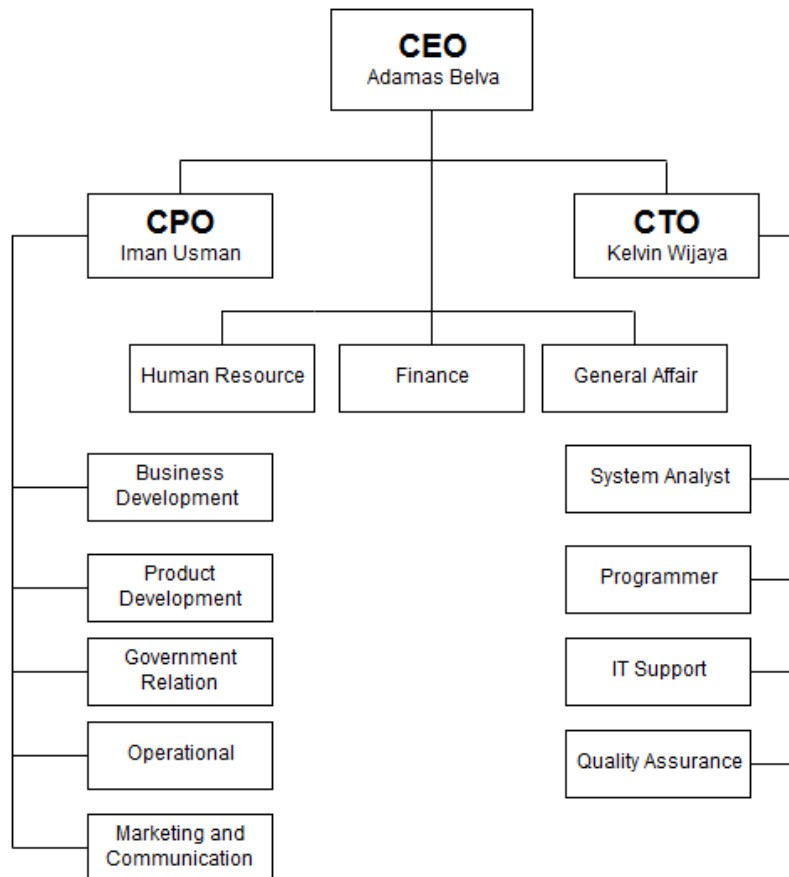 CEO
Adamas Belva
CPO
Iman Usman
CTO
Kelvin Wijaya
Human Resource
Finance
General Affair
Business
Development
Product
Development
Government
Relation
Operational
Marketing and
Communication
System Analyst
Programmer
IT Support
Quality Assurance